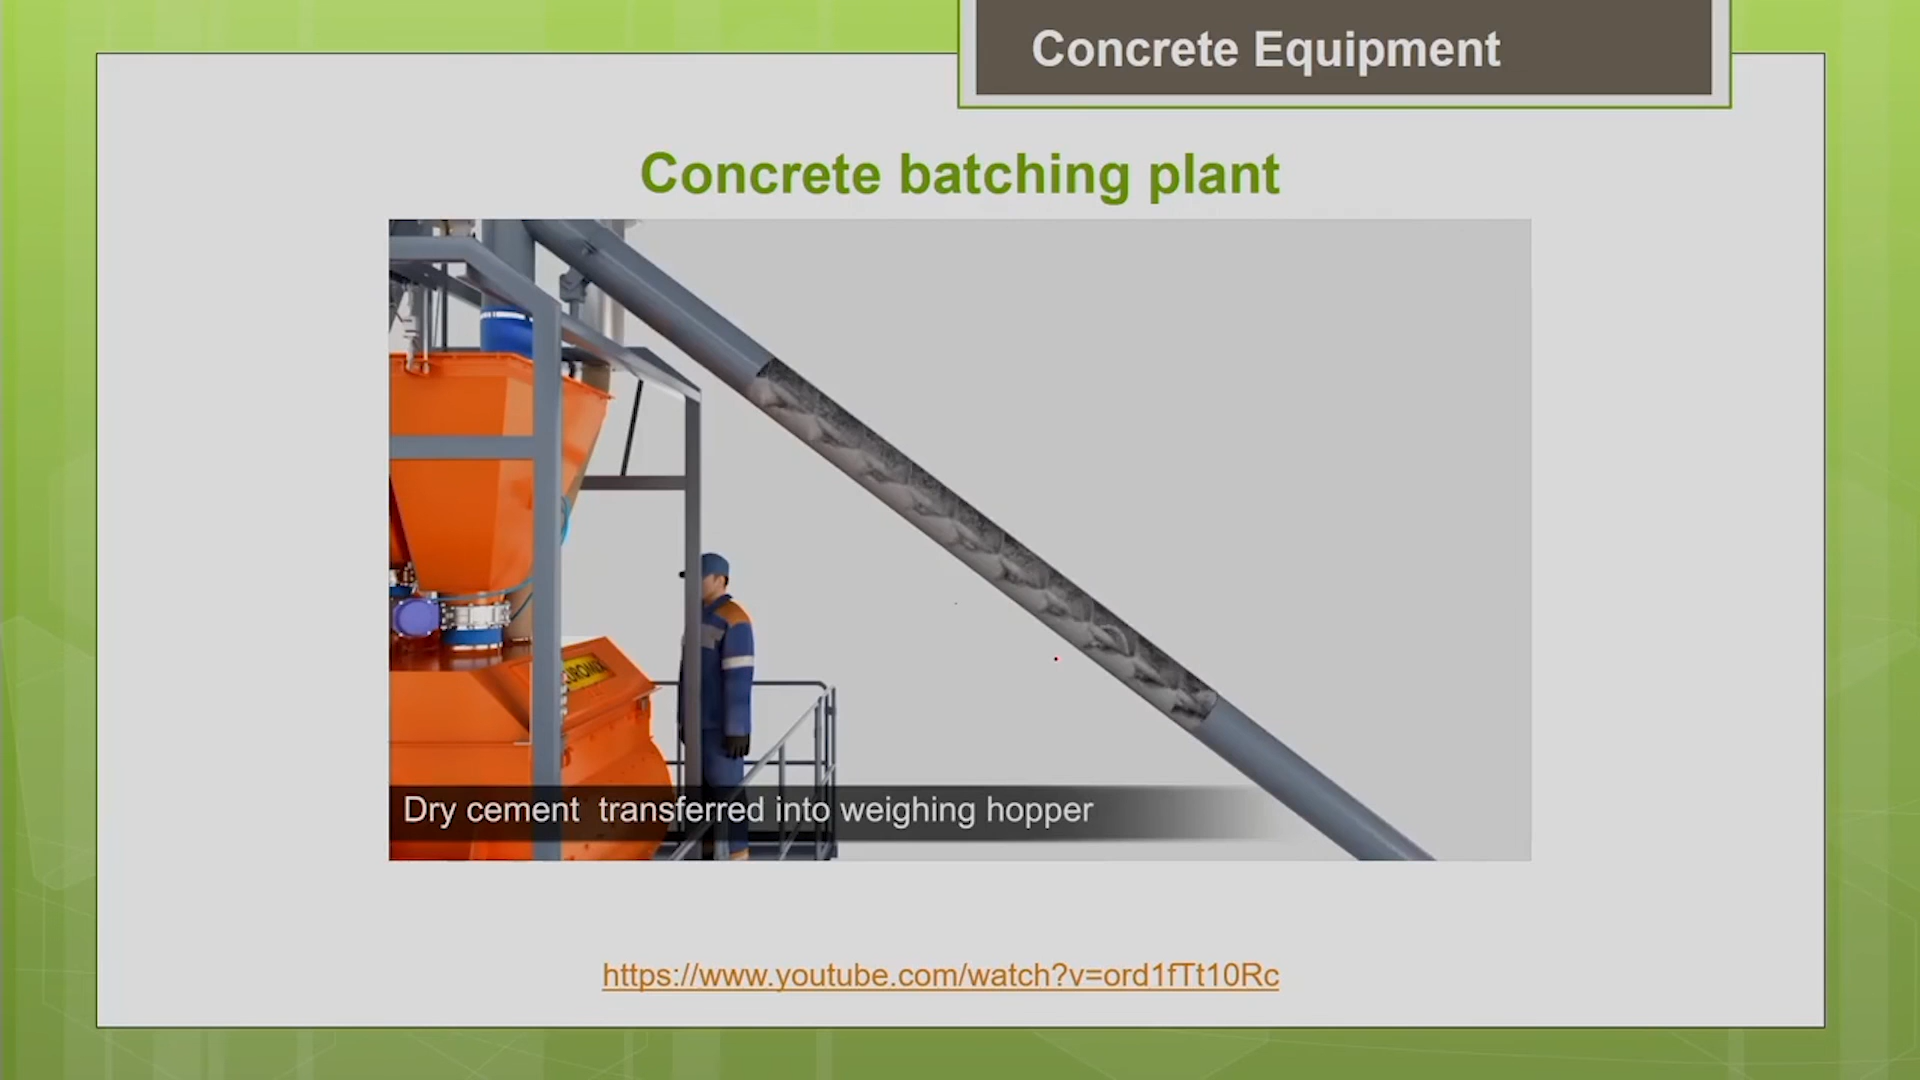 Concrete Equipment
Concrete batching plant
Dry cement  transferred into weighing hopper
https://www.youtube.com/watch?v=ord1fTt10Rc